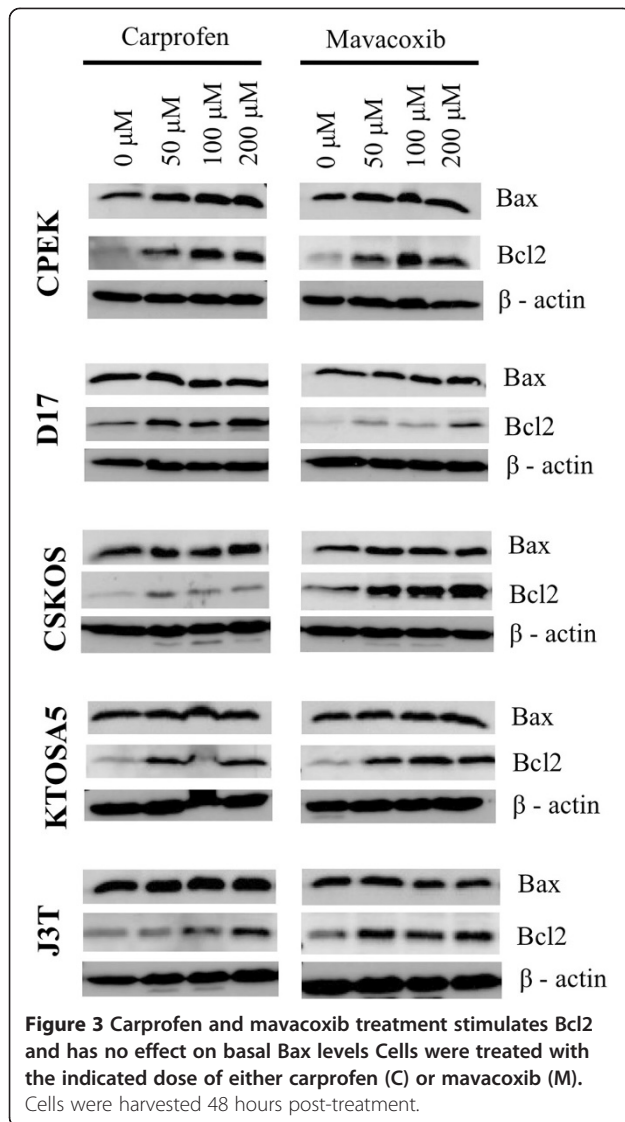 Carprofen Mavacoxib
0 µM 50 µM 100 µM 200 µM 0 µM 50 µM 100 µM 200 µM
CPEK
Bax
Bcl2
β - actin
D17
Bax
Bcl2
β - actin
CSKOS
Bax
Bcl2
β - actin
KTOSA5
Bax
Bcl2
β - actin
J3T
Bax
Bcl2
β - actin
Figure 3 Carprofen and mavacoxib treatment stimulates Bcl2
and has no effect on basal Bax levels Cells were treated with
the indicated dose of either carprofen (C) or mavacoxib (M).
Cells were harvested 48 hours post-treatment.